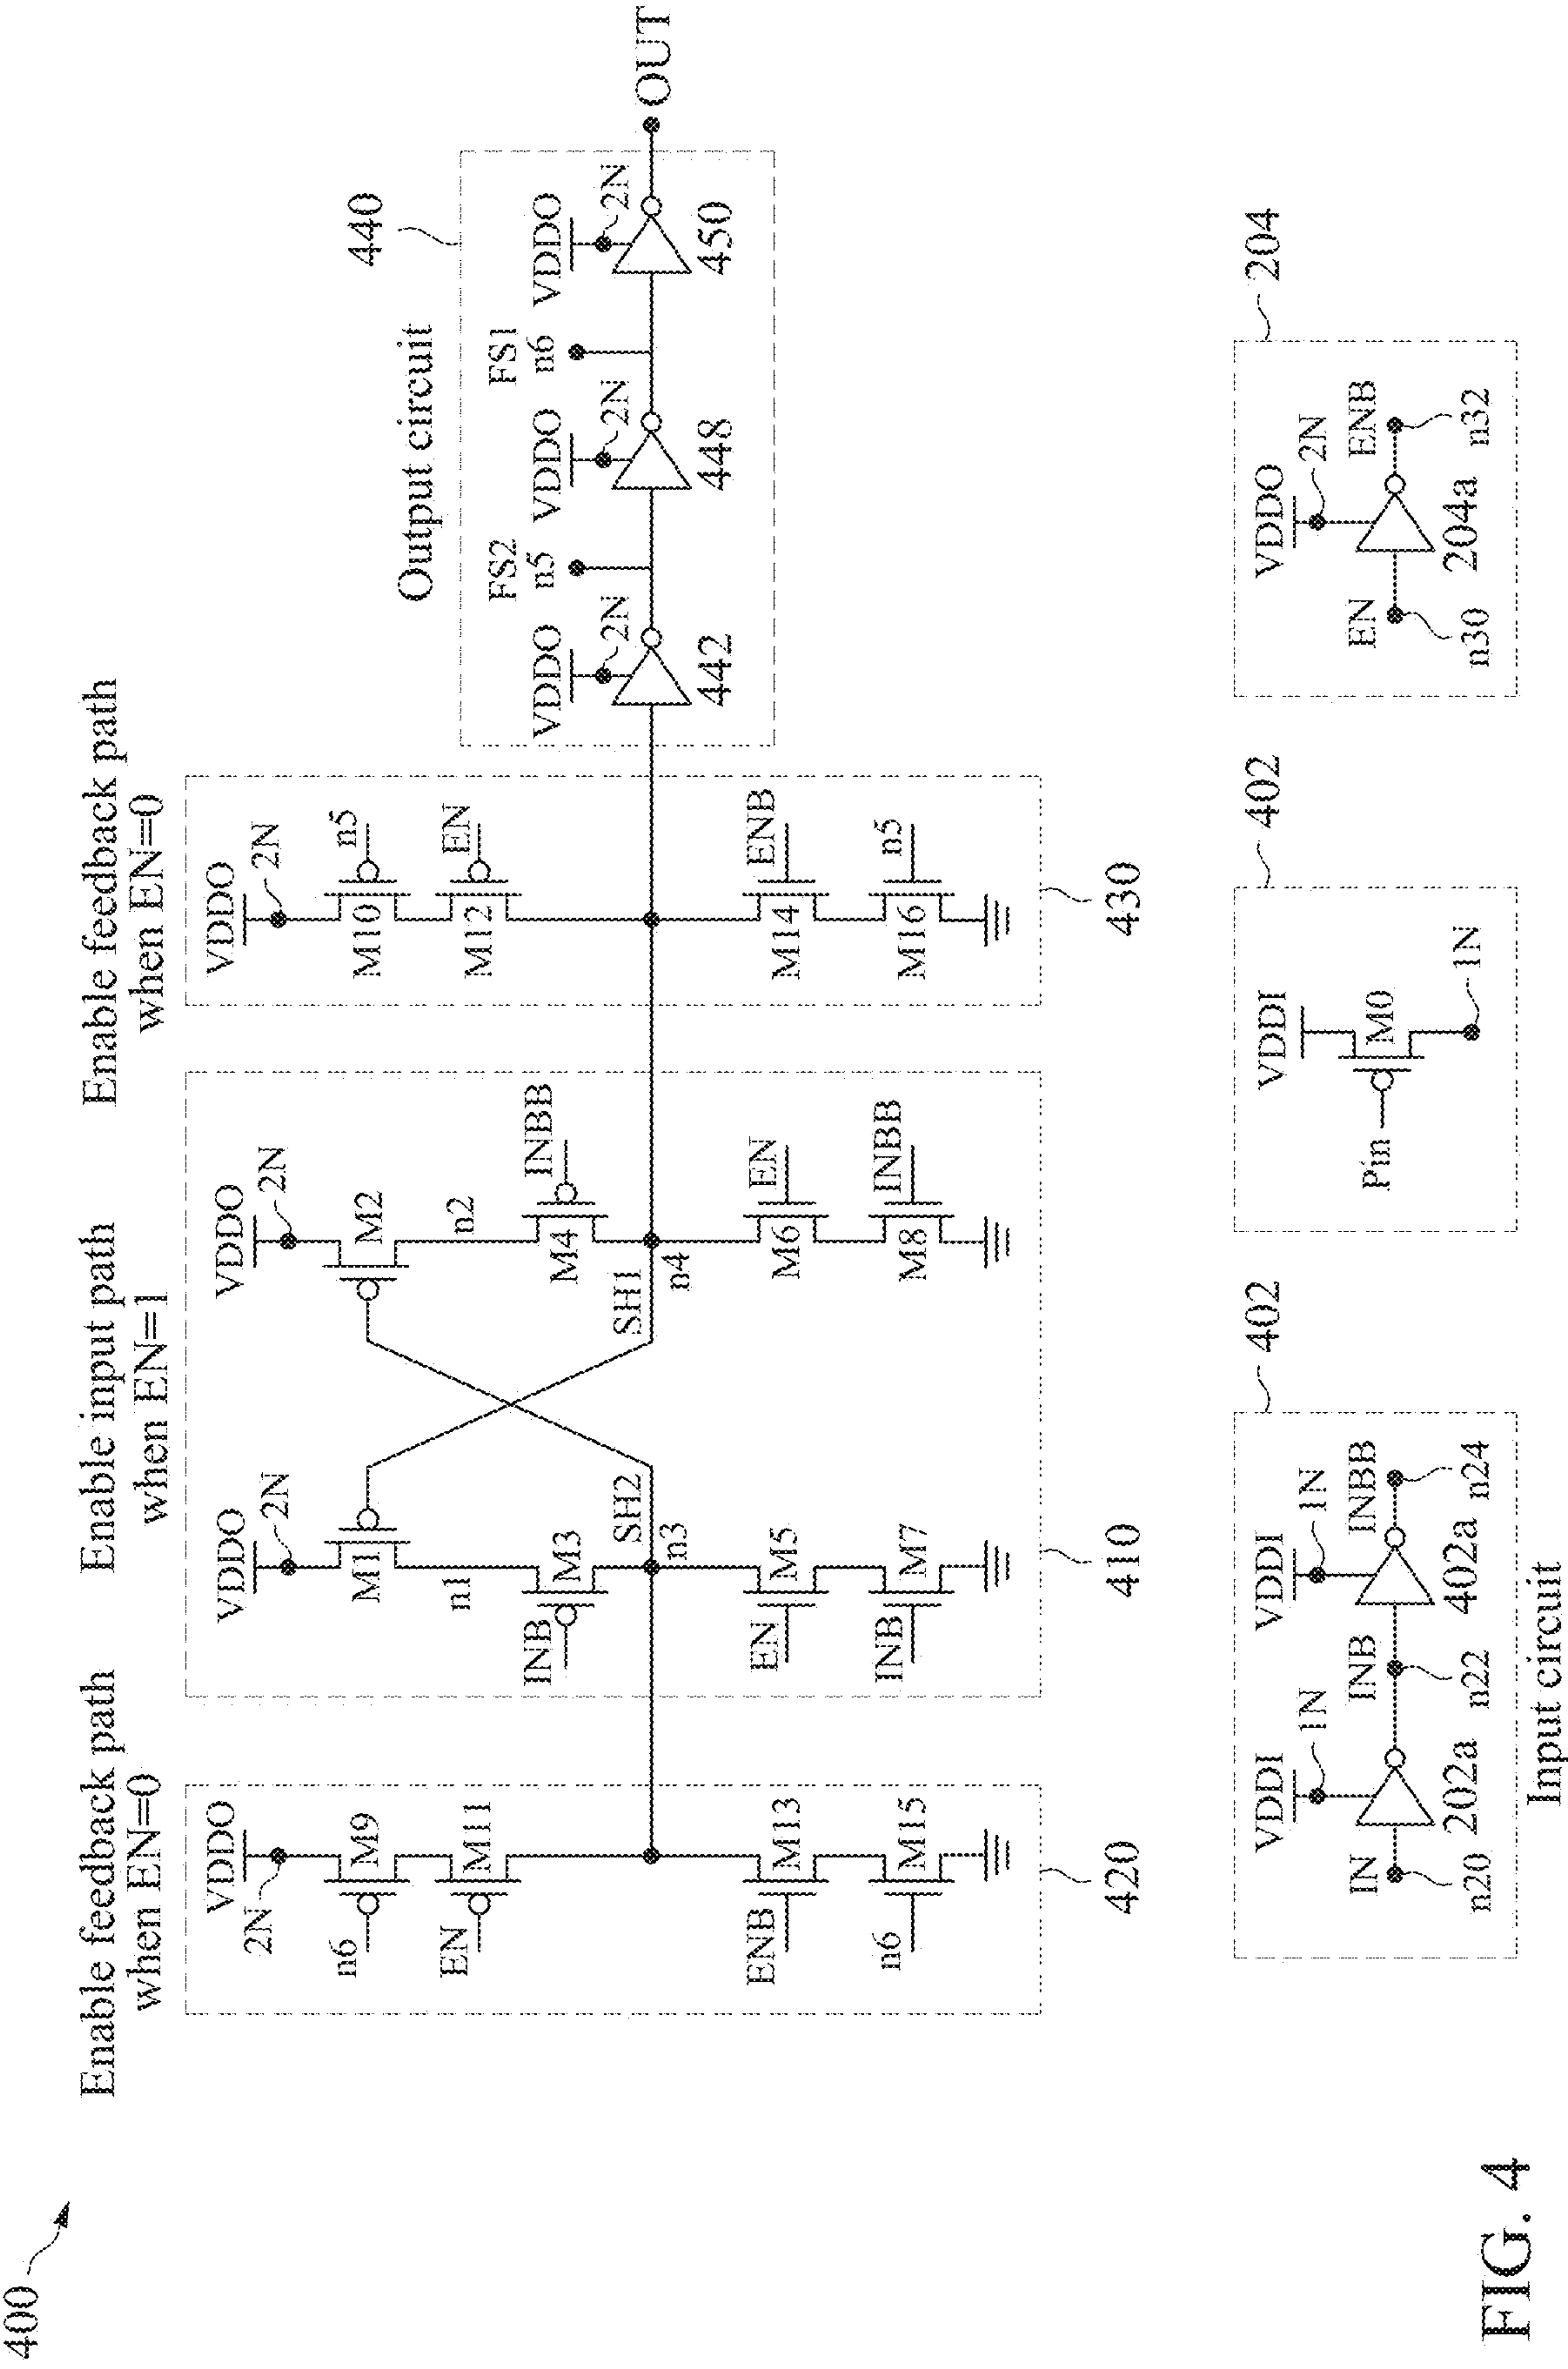 400
Enable feedback path
when EN=0
Enable input path
when EN=1
Enable feedback path
when EN=0
Output circuit
440
VDDO
2N
n6
M9
EN
M11
ENB
M13
n6
M15
420
VDDO
2N
M1
n1
INB
M3
SH2
n3
EN
M5
INB
M7
VDDO
2N
M2
n2
INBB
M4
SH1
n4
EN
M6
INBB
M8
410
VDDO
2N
n5
M10
EN
M12
ENB
M14
n5
M16
430
VDDO
2N
442
FS2
n5
VDDO
2N
448
FS1
n6
VDDO
2N
450
OUT
402
VDDI
1N
IN
n20
202a
INB
n22
VDDI
1N
402a
INBB
n24
Input circuit
402
VDDI
Pin
M0
1N
204
VDDO
2N
EN
n30
204a
ENB
n32
FIG. 4